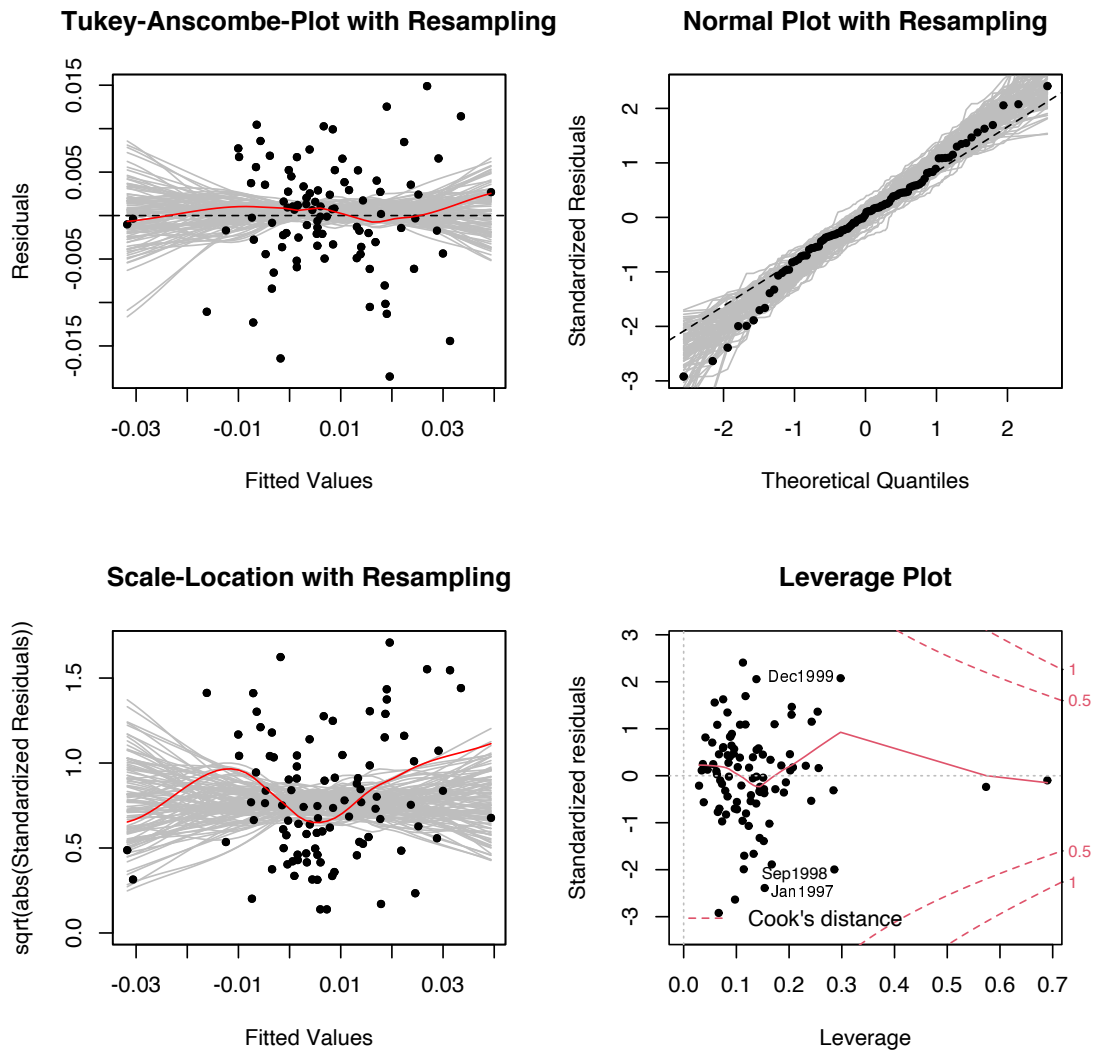 Tukey-Anscombe-Plot with Resampling
Residuals
0.015
0.005
-0.005
-0.015
-0.03
-0.01
0.01
0.03
Fitted Values
Normal Plot with Resampling
Standardized Residuals
2
1
0
-1
-2
-3
-2
-1
0
1
2
Theoretical Quantiles
Scale-Location with Resampling
sqrt(abs(Standardized Residuals))
1.5
1.0
0.5
0.0
-0.03
-0.01
0.01
0.03
Fitted Values
Leverage Plot
Standardized residuals
3
2
1
0
-1
-2
-3
Dec1999
Sep1998
Jan1997
Cook's distance
1
0.5
0.5
1
0.0
0.1
0.2
0.3
0.4
0.5
0.6
0.7
Leverage